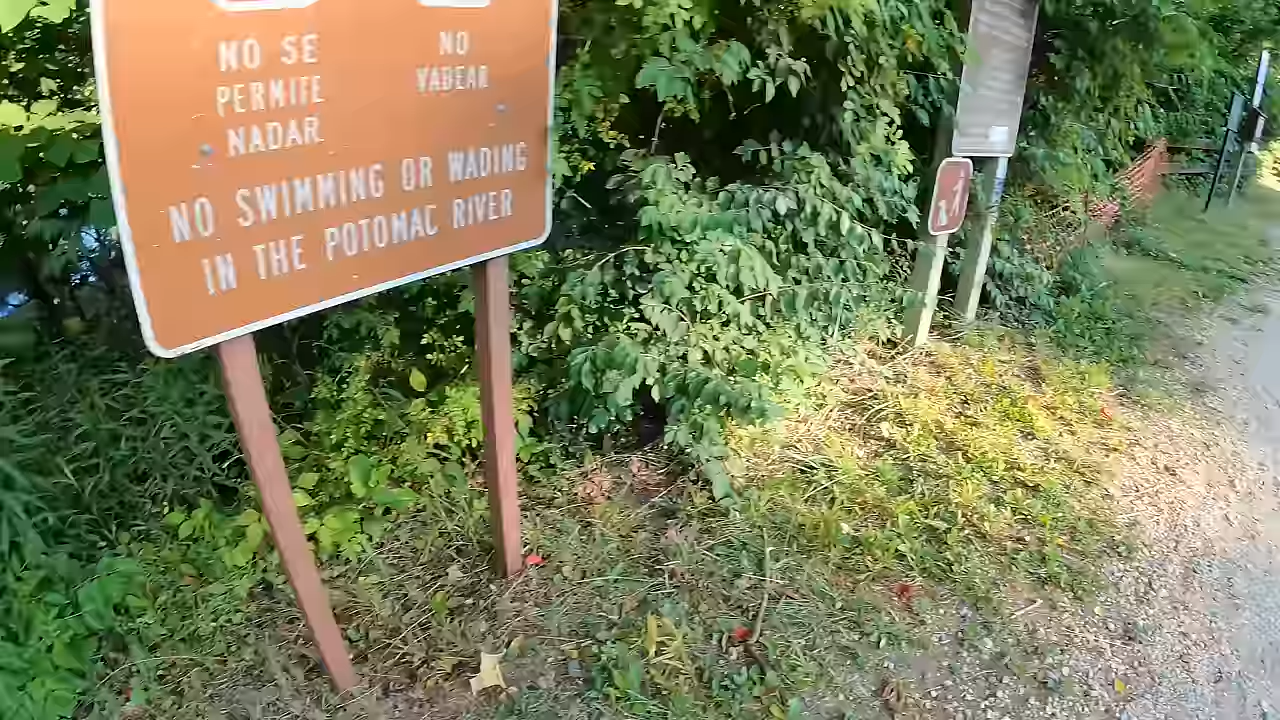 NO SE
PERMITE
NADAR
NO
VADEAR
NO SWIMMING OR WADING
IN THE POTOMAC RIVER